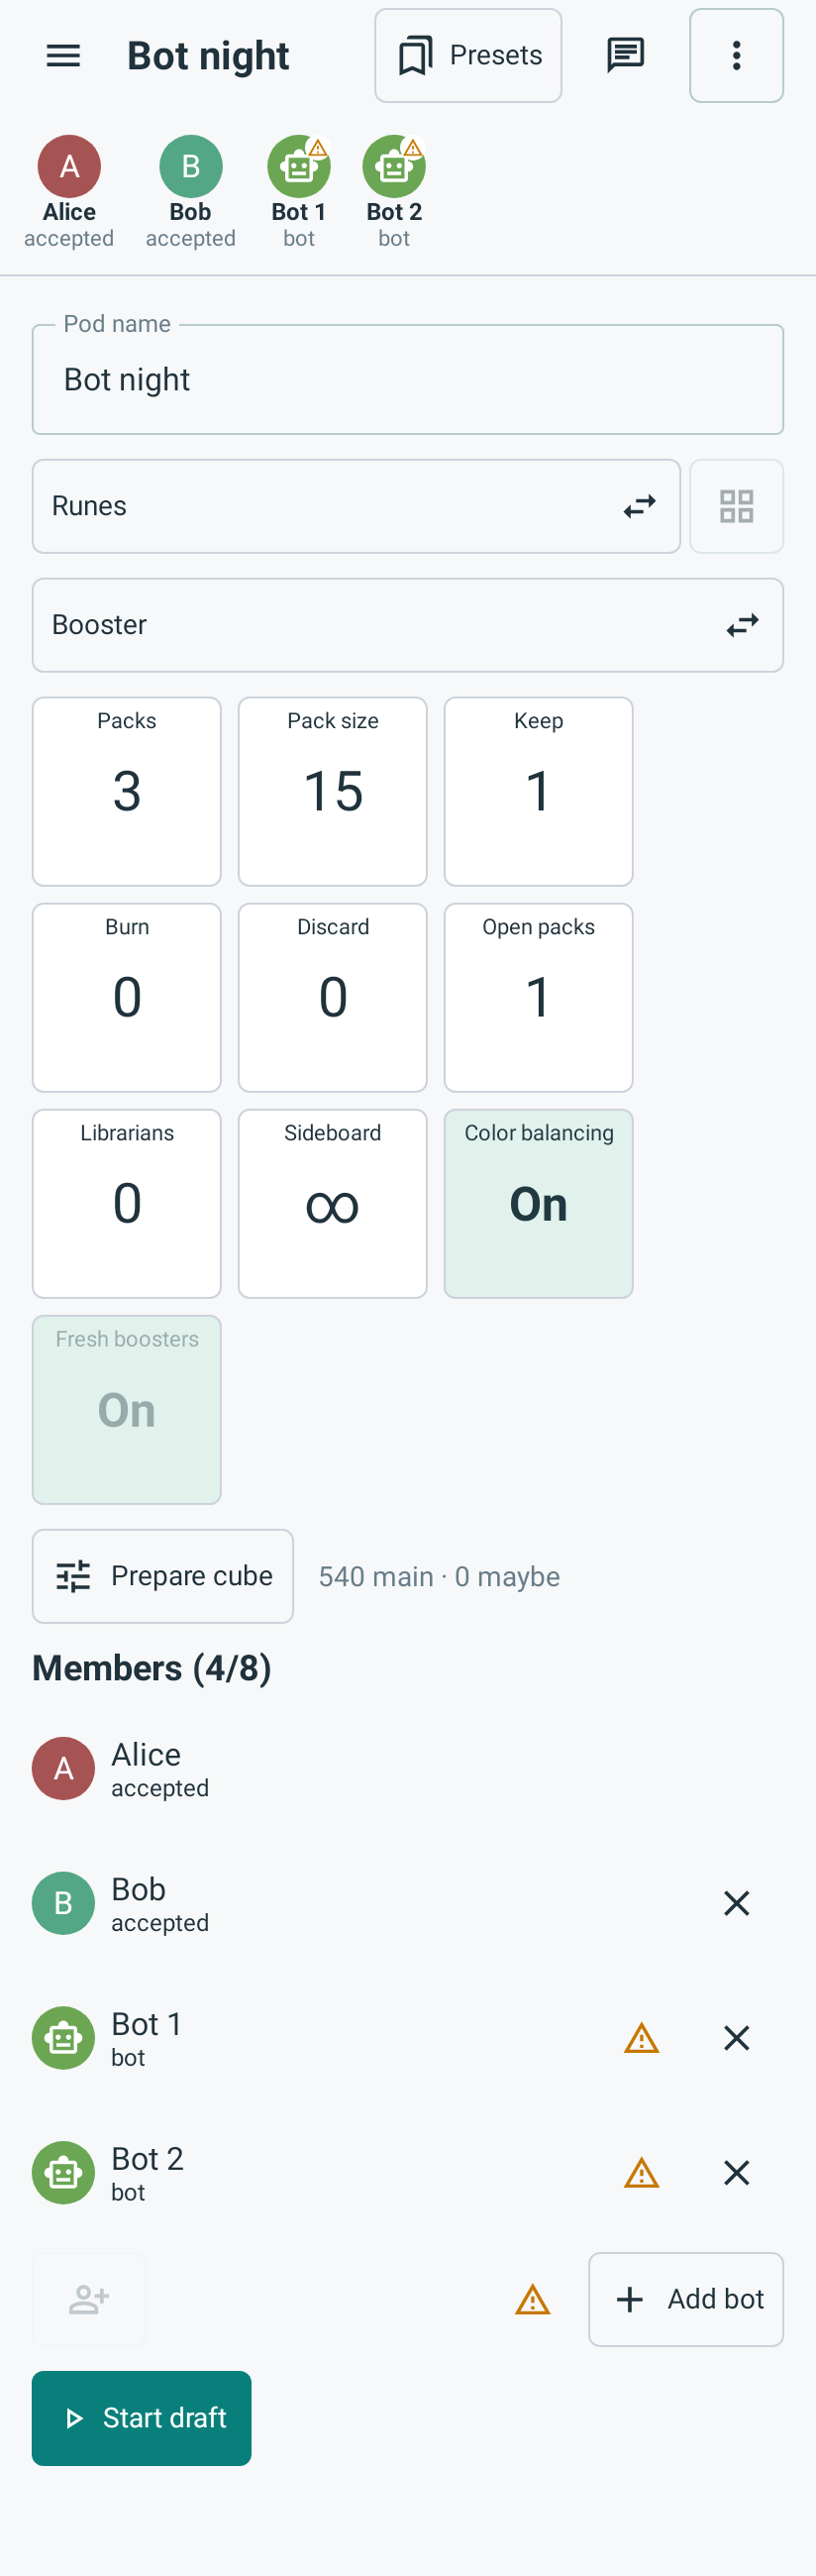 Bot night
Presets
A
B
Alice
Bob
Bot 1
Bot 2
accepted
accepted
bot
bot
Pod name
Bot night
Runes
Booster
Packs
Pack size
Keep
3
15
1
Burn
Discard
Open packs
0
0
1
Librarians
Sideboard
Color balancing
0
∞
On
Fresh boosters
On
Prepare cube
540 main · 0 maybe
Members (4/8)
A
Alice
accepted
B
Bob
accepted
Bot 1
bot
Bot 2
bot
Add bot
Start draft